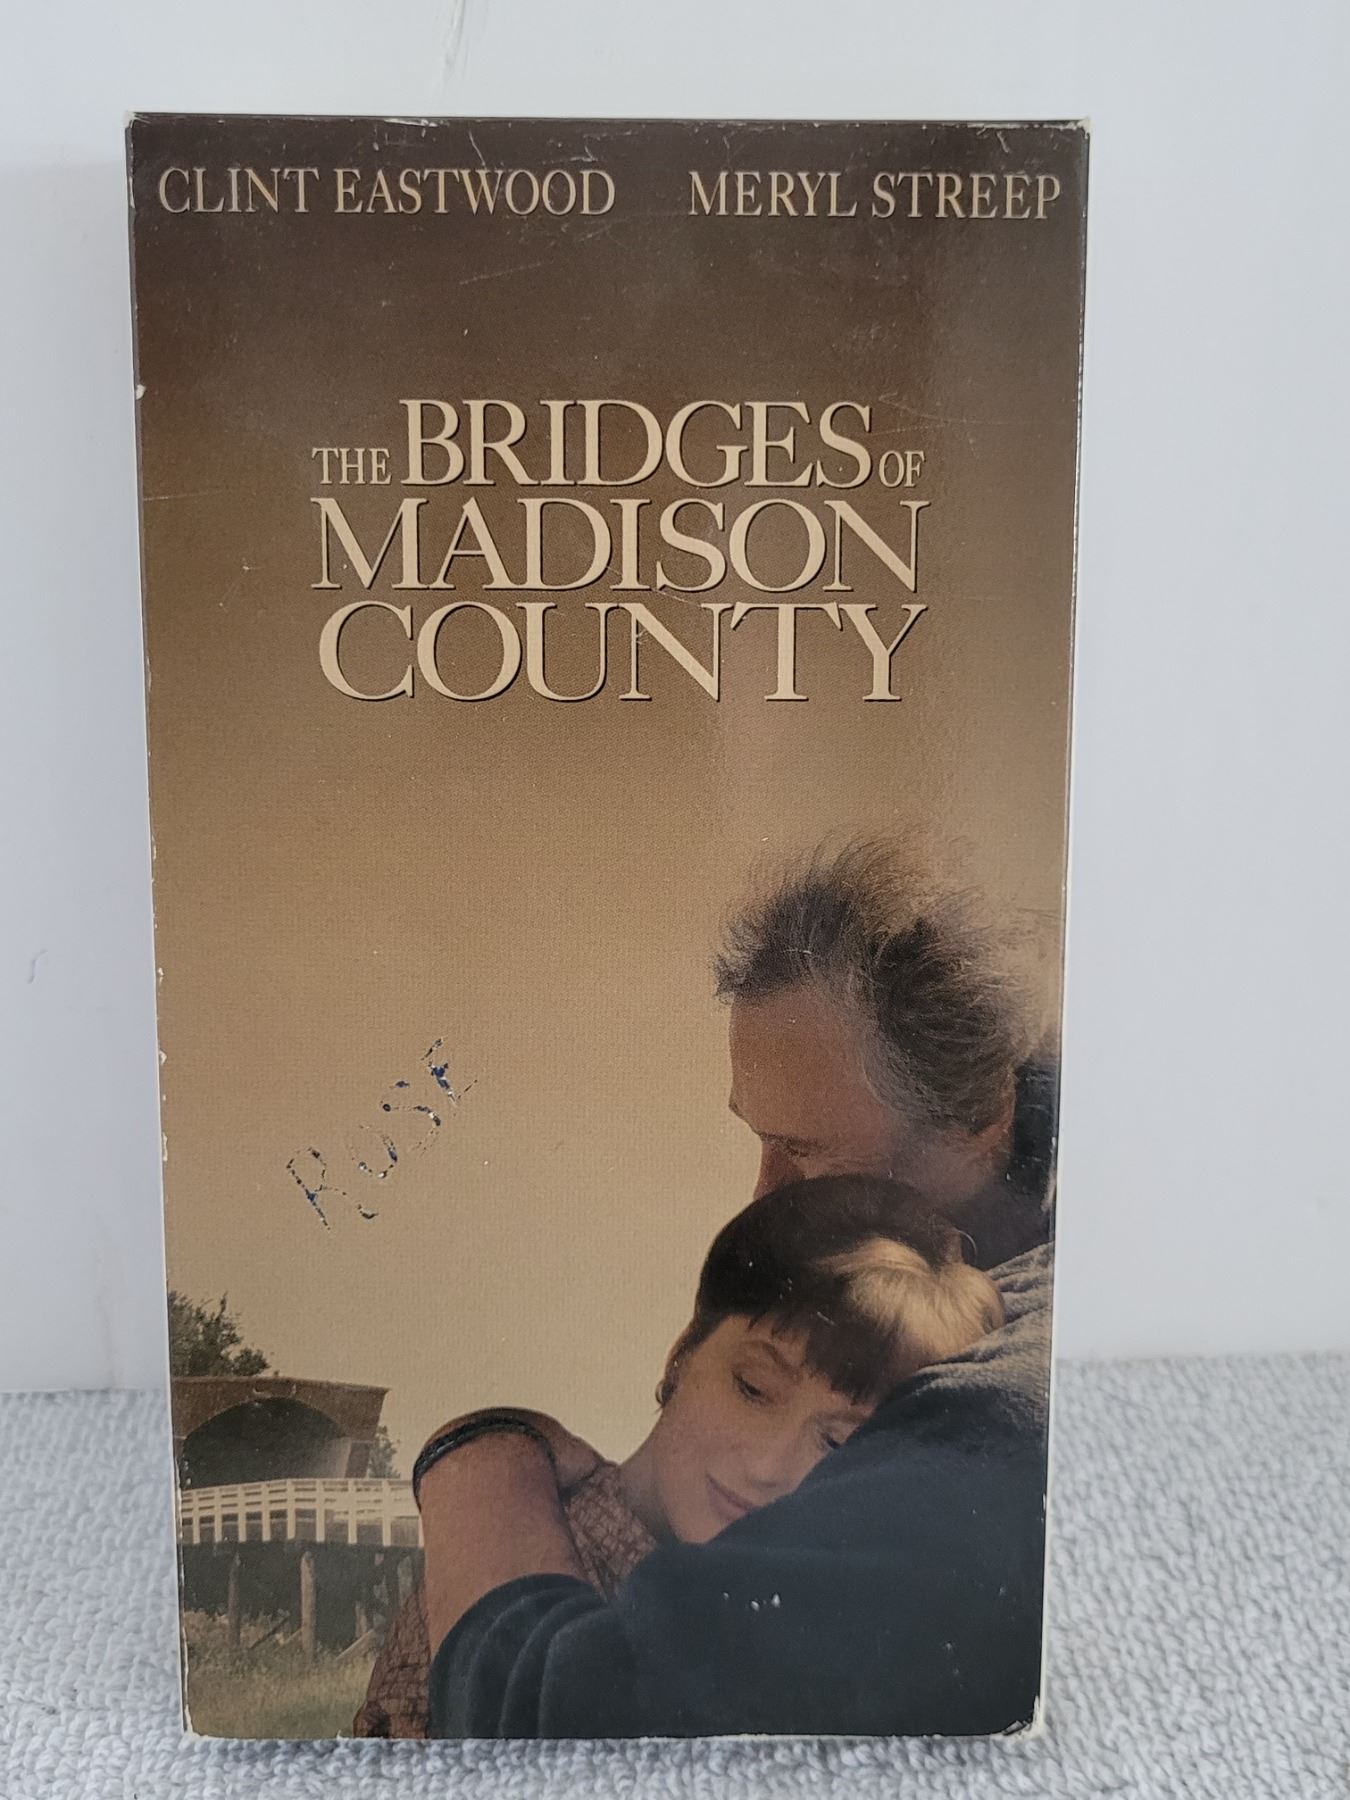 CLINT EASTWOOD MERYL STREEP
THE BRIDGES OF
MADISON
COUNTY
ROSE